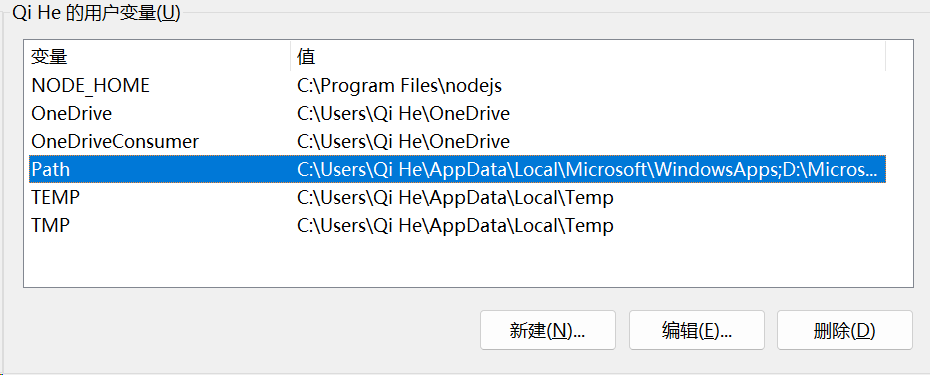 Qi He 的用户变量(U)
变量 值
NODE_HOME C:\Program Files\nodejs
OneDrive C:\Users\Qi He\OneDrive
OneDriveConsumer C:\Users\Qi He\OneDrive
Path C:\Users\Qi He\AppData\Local\Microsoft\WindowsApps;D:\Micros...
TEMP C:\Users\Qi He\AppData\Local\Temp
TMP C:\Users\Qi He\AppData\Local\Temp
新建(N)... 编辑(E)... 删除(D)